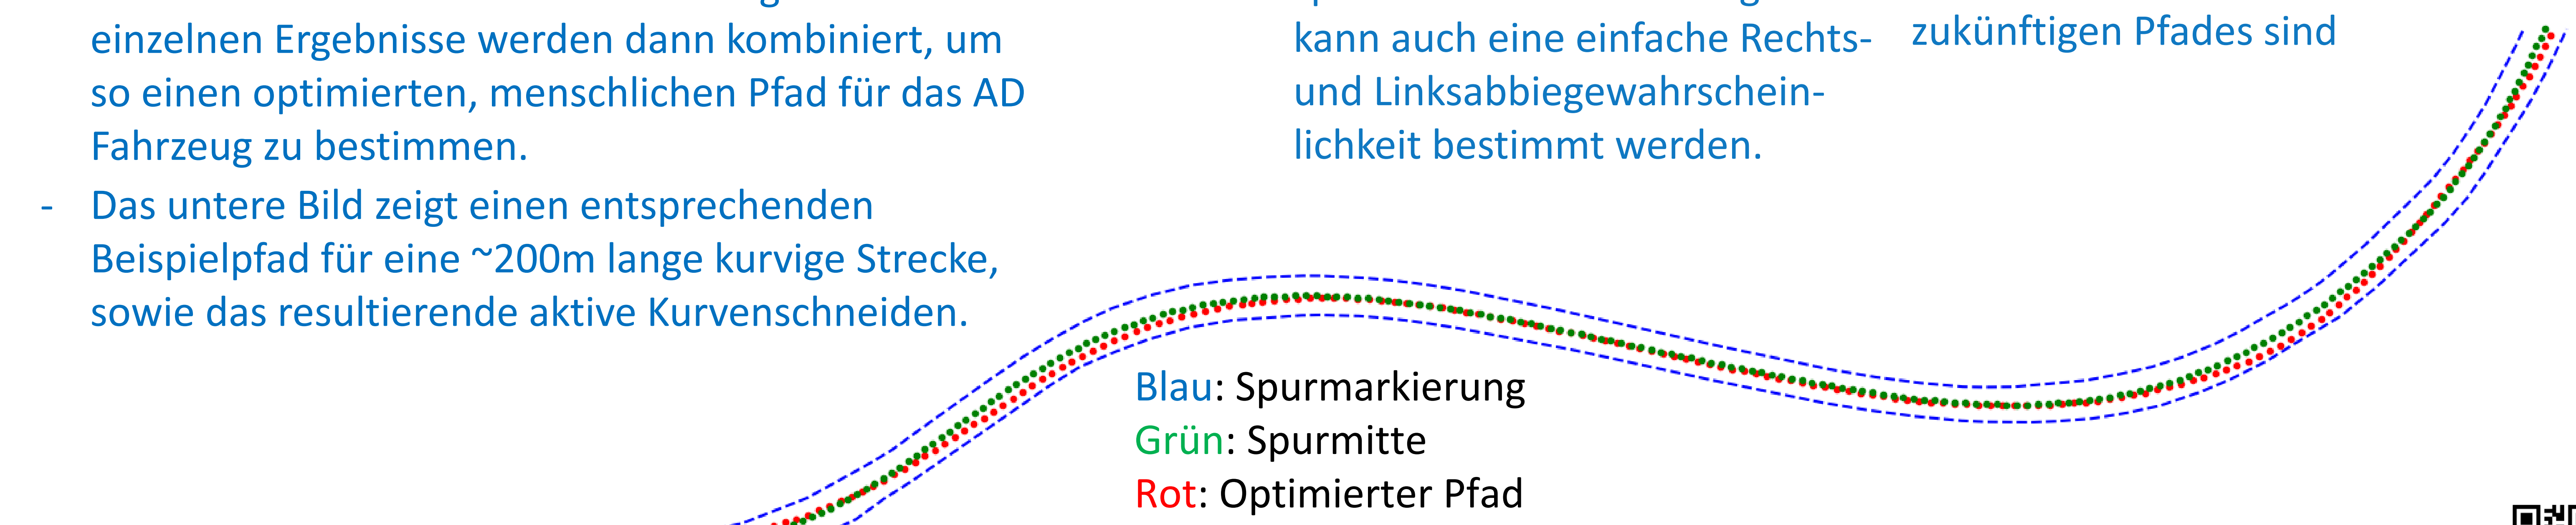 einzelnen Ergebnisse werden dann kombiniert, um
so einen optimierten, menschlichen Pfad für das AD
Fahrzeug zu bestimmen.
- Das untere Bild zeigt einen entsprechenden
Beispielpfad für eine ~200m lange kurvige Strecke,
sowie das resultierende aktive Kurvenschneiden.
kann auch eine einfache Rechts-
und Linksabbiegewahrschein-
lichkeit bestimmt werden.
zukünftigen Pfades sind
Blau: Spurmarkierung
Grün: Spurmitte
Rot: Optimierter Pfad